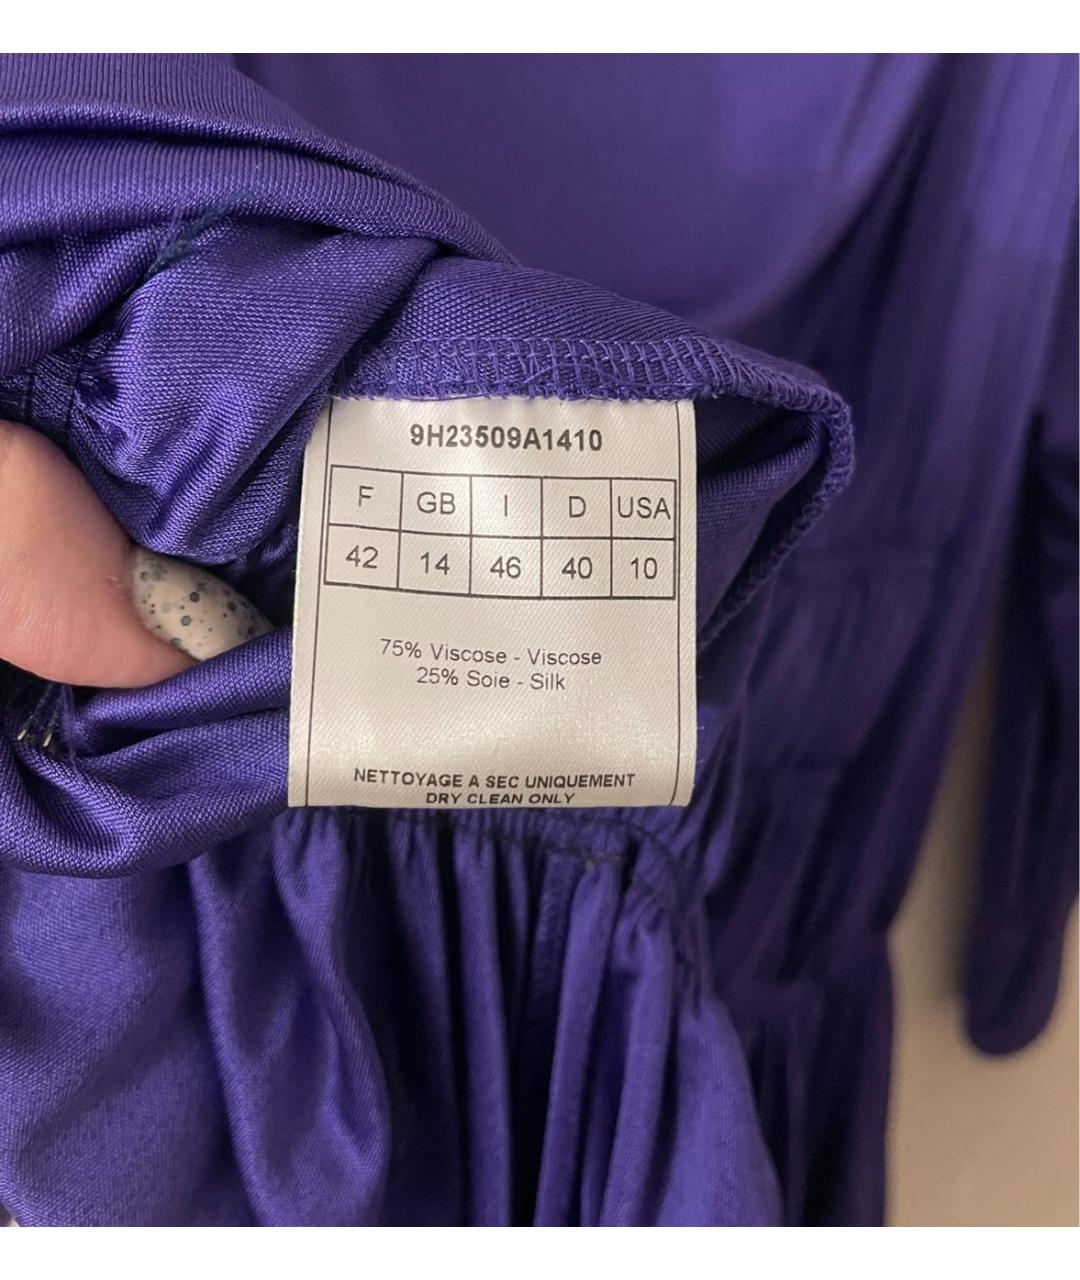 9H23509A1410
F GB I D USA
42 14 46 40 10
75% Viscose - Viscose
25% Soie - Silk
NETTOYAGE A SEC UNIQUEMENT
DRY CLEAN ONLY